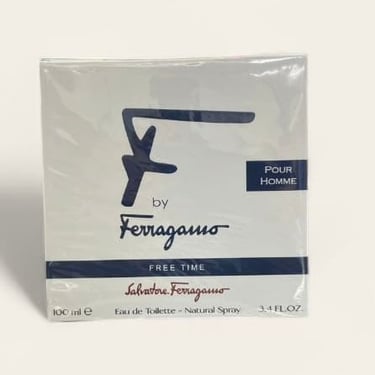 F
POUR
HOMME
by
Ferragamo
FREE TIME
Salvatore Ferragamo
100 ml e Eau de Toilette - Natural Spray 3.4 FL.OZ.